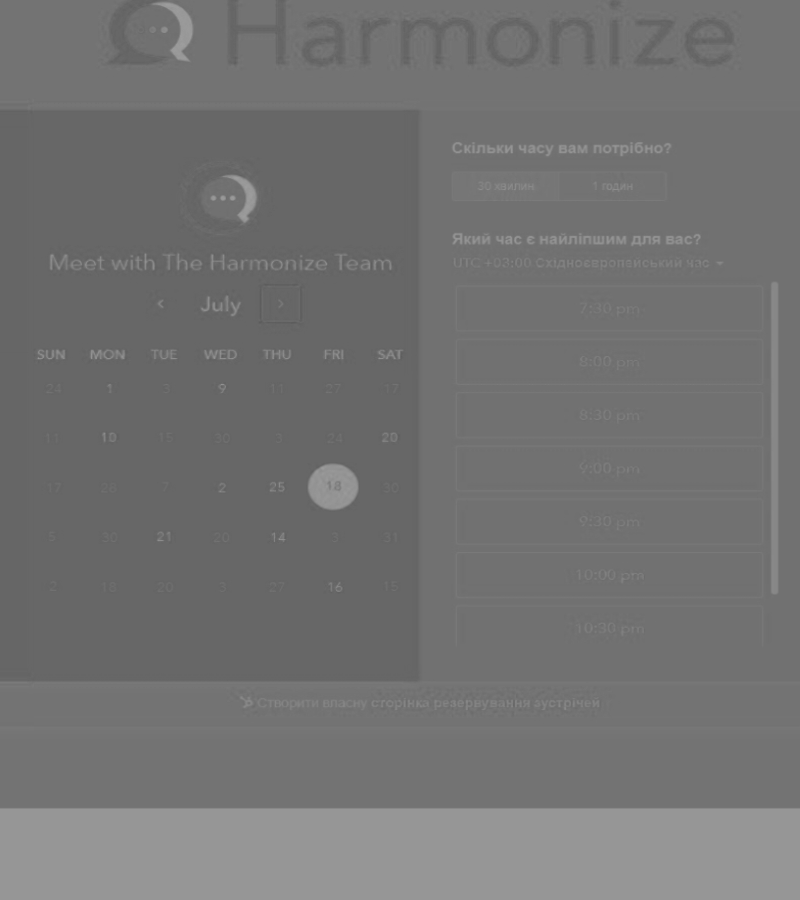 Harmonize
Meet with The Harmonize Team
July
SUN MON TUE WED THU FRI SAT
24 1 3 9 11 27 17
11 10 15 30 3 24 20
17 26 7 2 25 18 30
5 30 21 20 14 2 31
2 18 20 3 27 16 15
Скільки часу вам потрібно?
30 хвилин 1 годин
Який час є найліпшим для вас?
UTC +03:00 Східноєвропейський час
7:30 pm
8:00 pm
8:30 pm
9:00 pm
9:30 pm
10:00 pm
10:30 pm
Створити власну сторінка резервування зустрічей